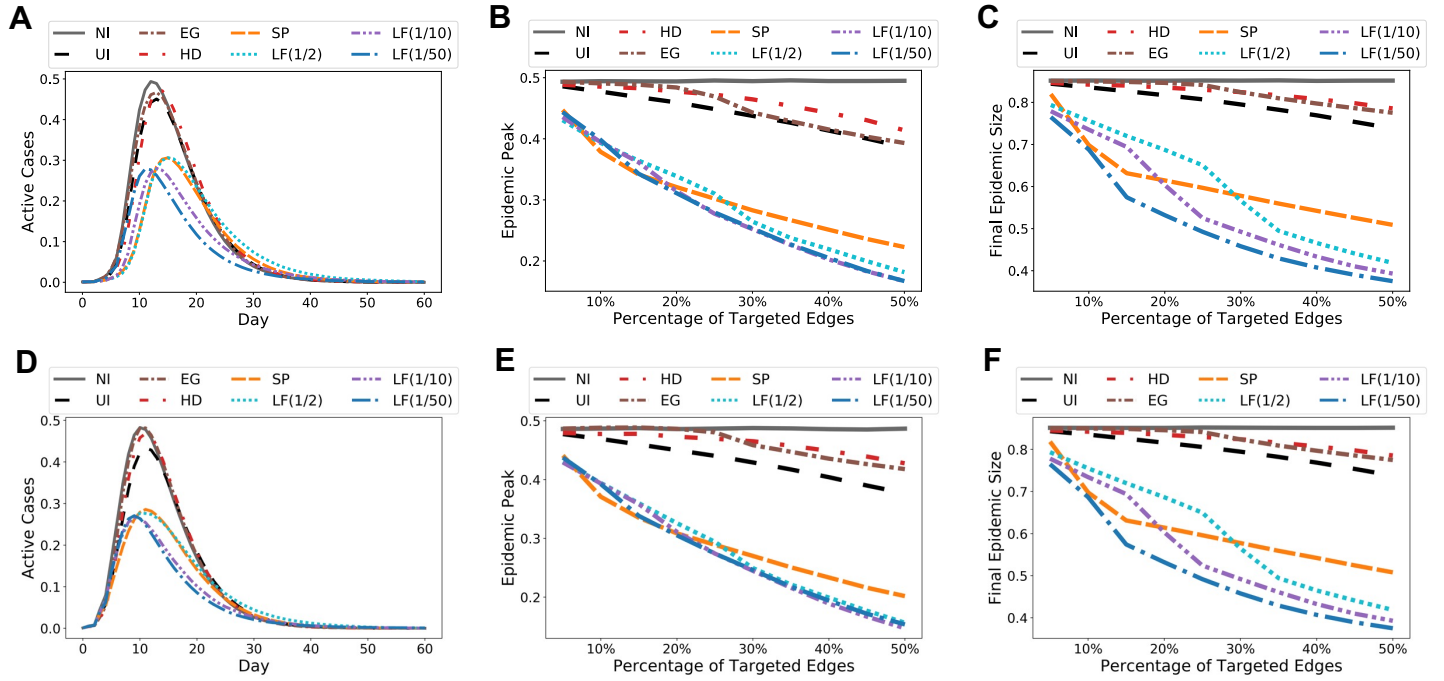 A
NI EG SP LF(1/10)
UI HD LF(1/2) LF(1/50)
Active Cases
0.5
0.4
0.3
0.2
0.1
0.0
0 10 20 30 40 50 60
Day
B
NI HD SP LF(1/10)
UI EG LF(1/2) LF(1/50)
Epidemic Peak
0.5
0.4
0.3
0.2
10% 20% 30% 40% 50%
Percentage of Targeted Edges
C
NI HD SP LF(1/10)
UI EG LF(1/2) LF(1/50)
Final Epidemic Size
0.8
0.7
0.6
0.5
0.4
10% 20% 30% 40% 50%
Percentage of Targeted Edges
D
NI EG SP LF(1/10)
UI HD LF(1/2) LF(1/50)
Active Cases
0.5
0.4
0.3
0.2
0.1
0.0
0 10 20 30 40 50 60
Day
E
NI HD SP LF(1/10)
UI EG LF(1/2) LF(1/50)
Epidemic Peak
0.5
0.4
0.3
0.2
10% 20% 30% 40% 50%
Percentage of Targeted Edges
F
NI HD SP LF(1/10)
UI EG LF(1/2) LF(1/50)
Final Epidemic Size
0.8
0.7
0.6
0.5
0.4
10% 20% 30% 40% 50%
Percentage of Targeted Edges